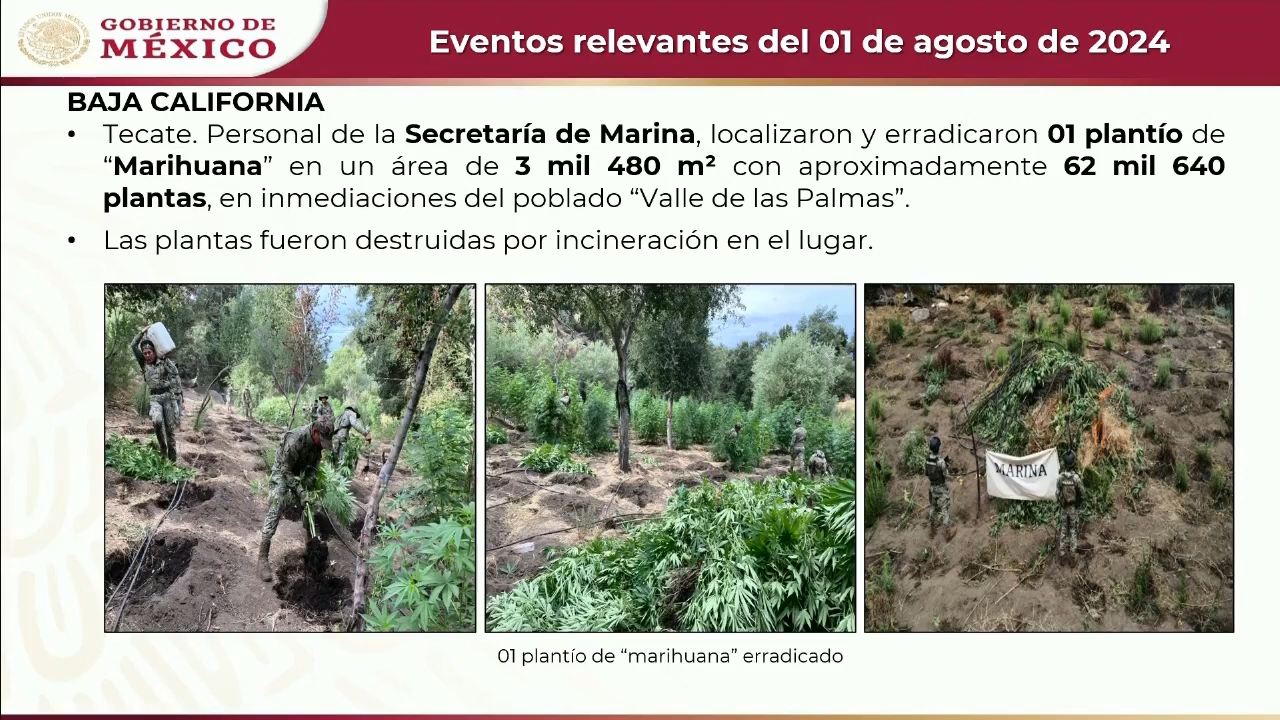 GOBIERNO DE
MÉXICO
Eventos relevantes del 01 de agosto de 2024
BAJA CALIFORNIA
• Tecate. Personal de la Secretaría de Marina, localizaron y erradicaron 01 plantío de
“Marihuana” en un área de 3 mil 480 m² con aproximadamente 62 mil 640
plantas, en inmediaciones del poblado “Valle de las Palmas”.
• Las plantas fueron destruidas por incineración en el lugar.
MARINA
01 plantío de “marihuana” erradicado